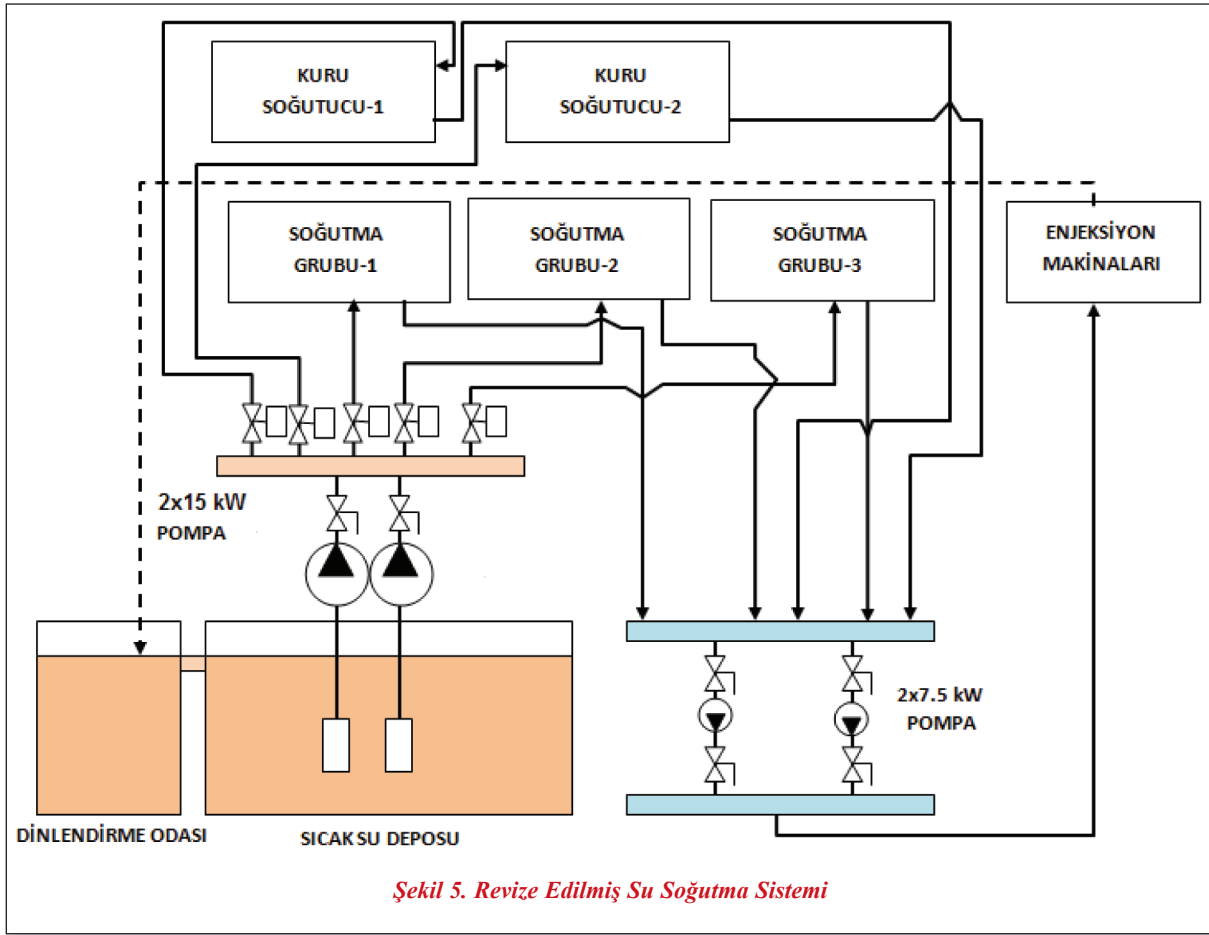 KURU
SOĞUTUCU-1
KURU
SOĞUTUCU-2
SOĞUTMA
GRUBU-1
SOĞUTMA
GRUBU-2
SOĞUTMA
GRUBU-3
ENJEKSİYON
MAKİNALARI
2x15 kW
POMPA
2x7.5 kW
POMPA
DİNLENDİRME ODASI
SICAK SU DEPOSU
Şekil 5. Revize Edilmiş Su Soğutma Sistemi